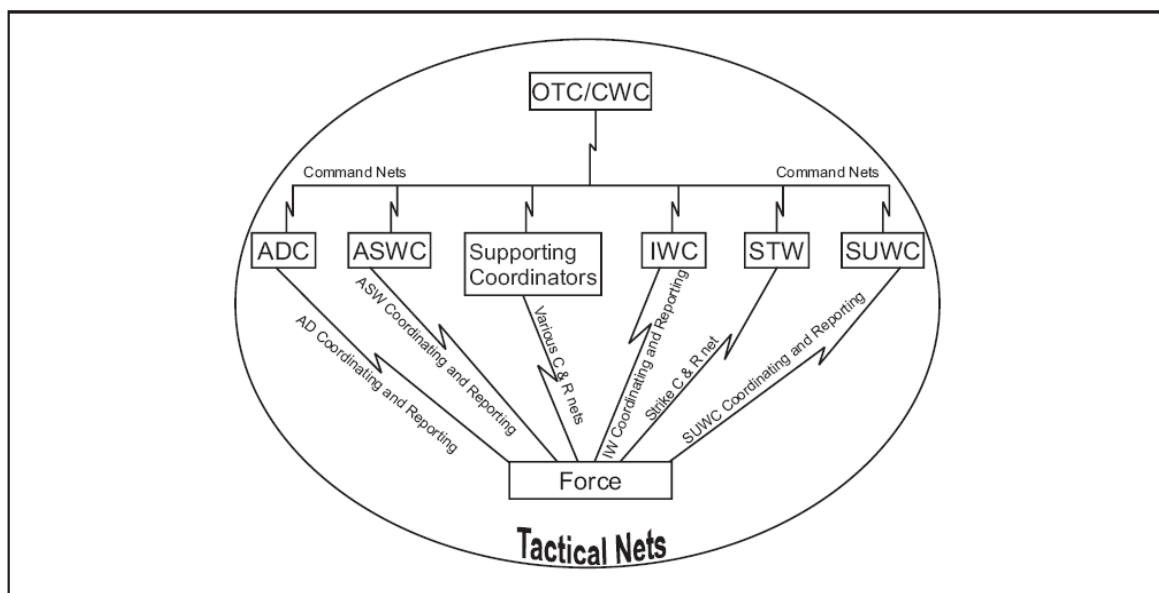 OTC/CWC
Command Nets
Command Nets
ADC
ASWC
Supporting
Coordinators
IWC
STW
SUWC
AD Coordinating and Reporting
ASW Coordinating and Reporting
Various C & R nets
IW Coordinating and Reporting
Strike C & R net
SUWC Coordinating and Reporting
Force
Tactical Nets